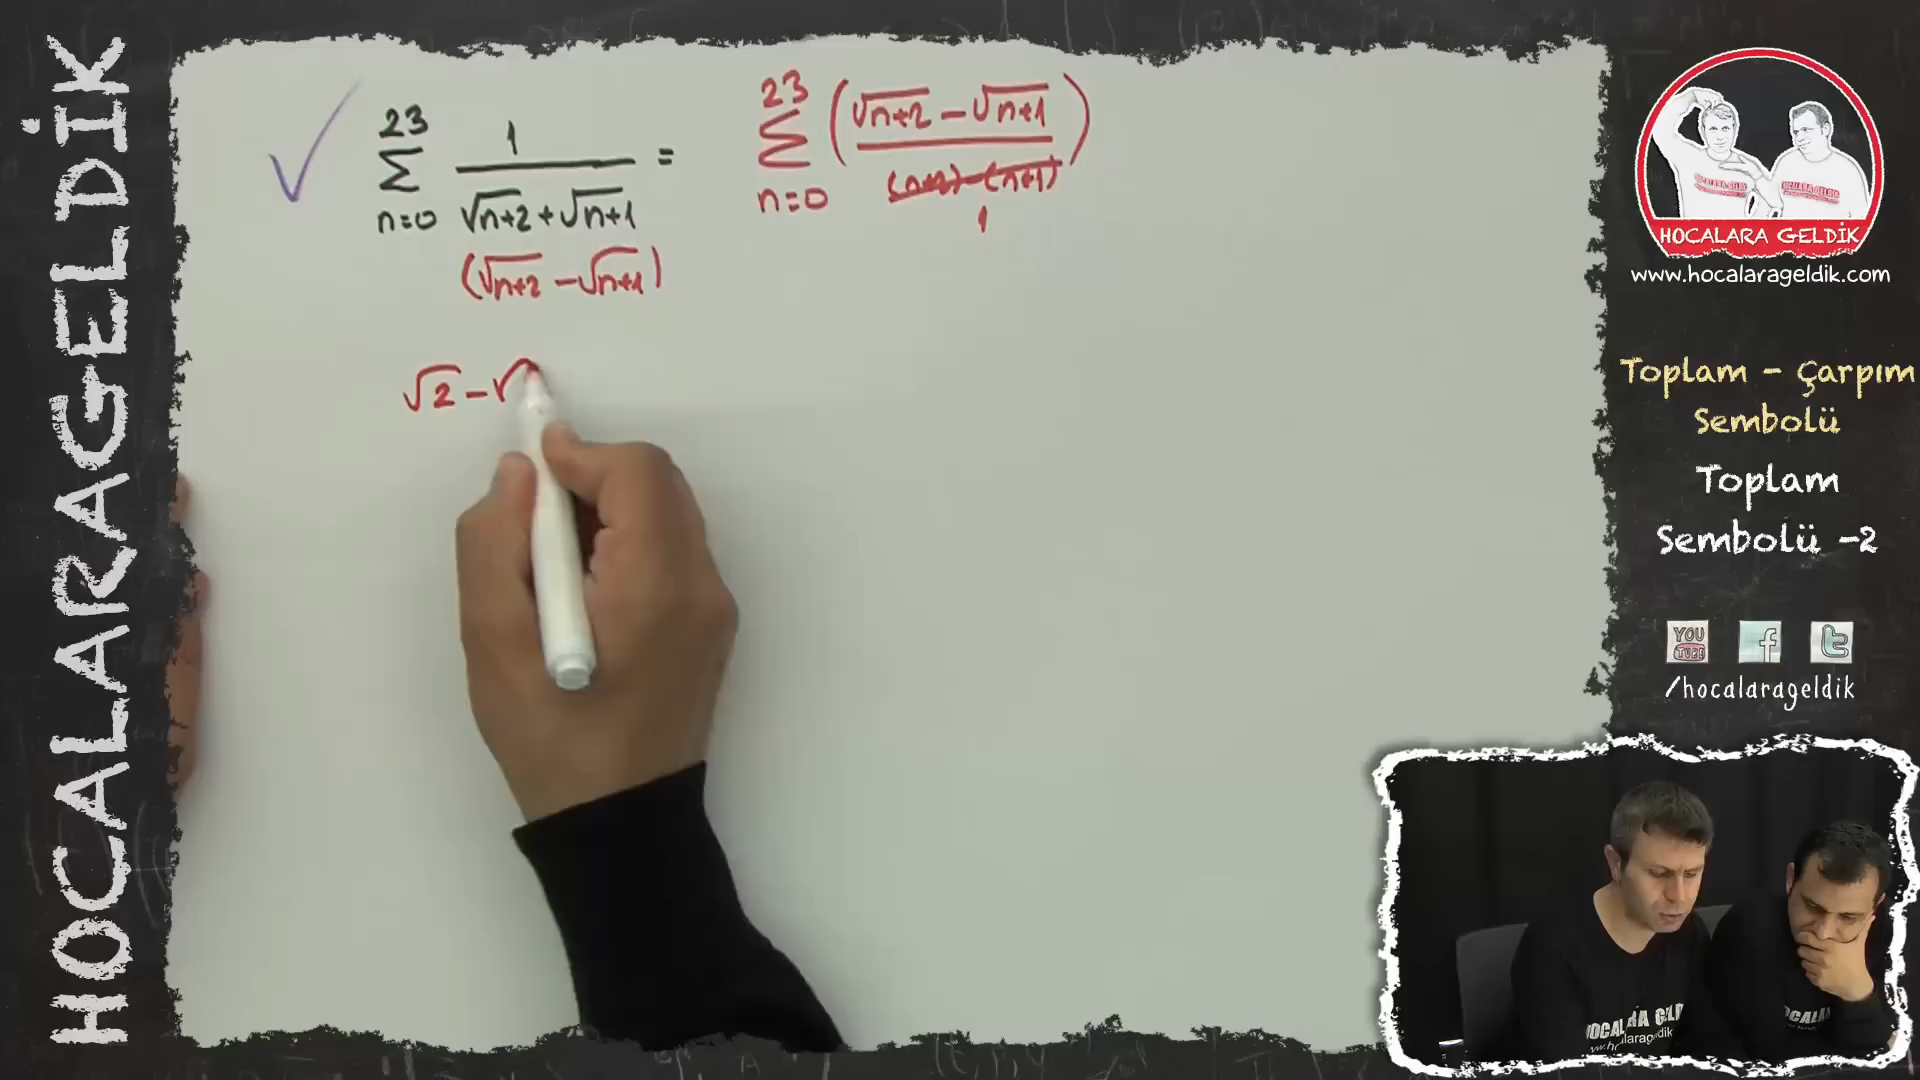 HOCALARAGELDİK
23
Σ
n=0
1
√n+2 + √n+1
=
(√n+2 - √n+1)
23
Σ
n=0
(√n+2 - √n+1)
(n+2)-(n+1)
1
√2 - √
HOCALARA GELDİK
www.hocalarageldik.com
Toplam - Çarpım
Sembolü
Toplam
Sembolü -2
YOU
f
t
/hocalarageldik